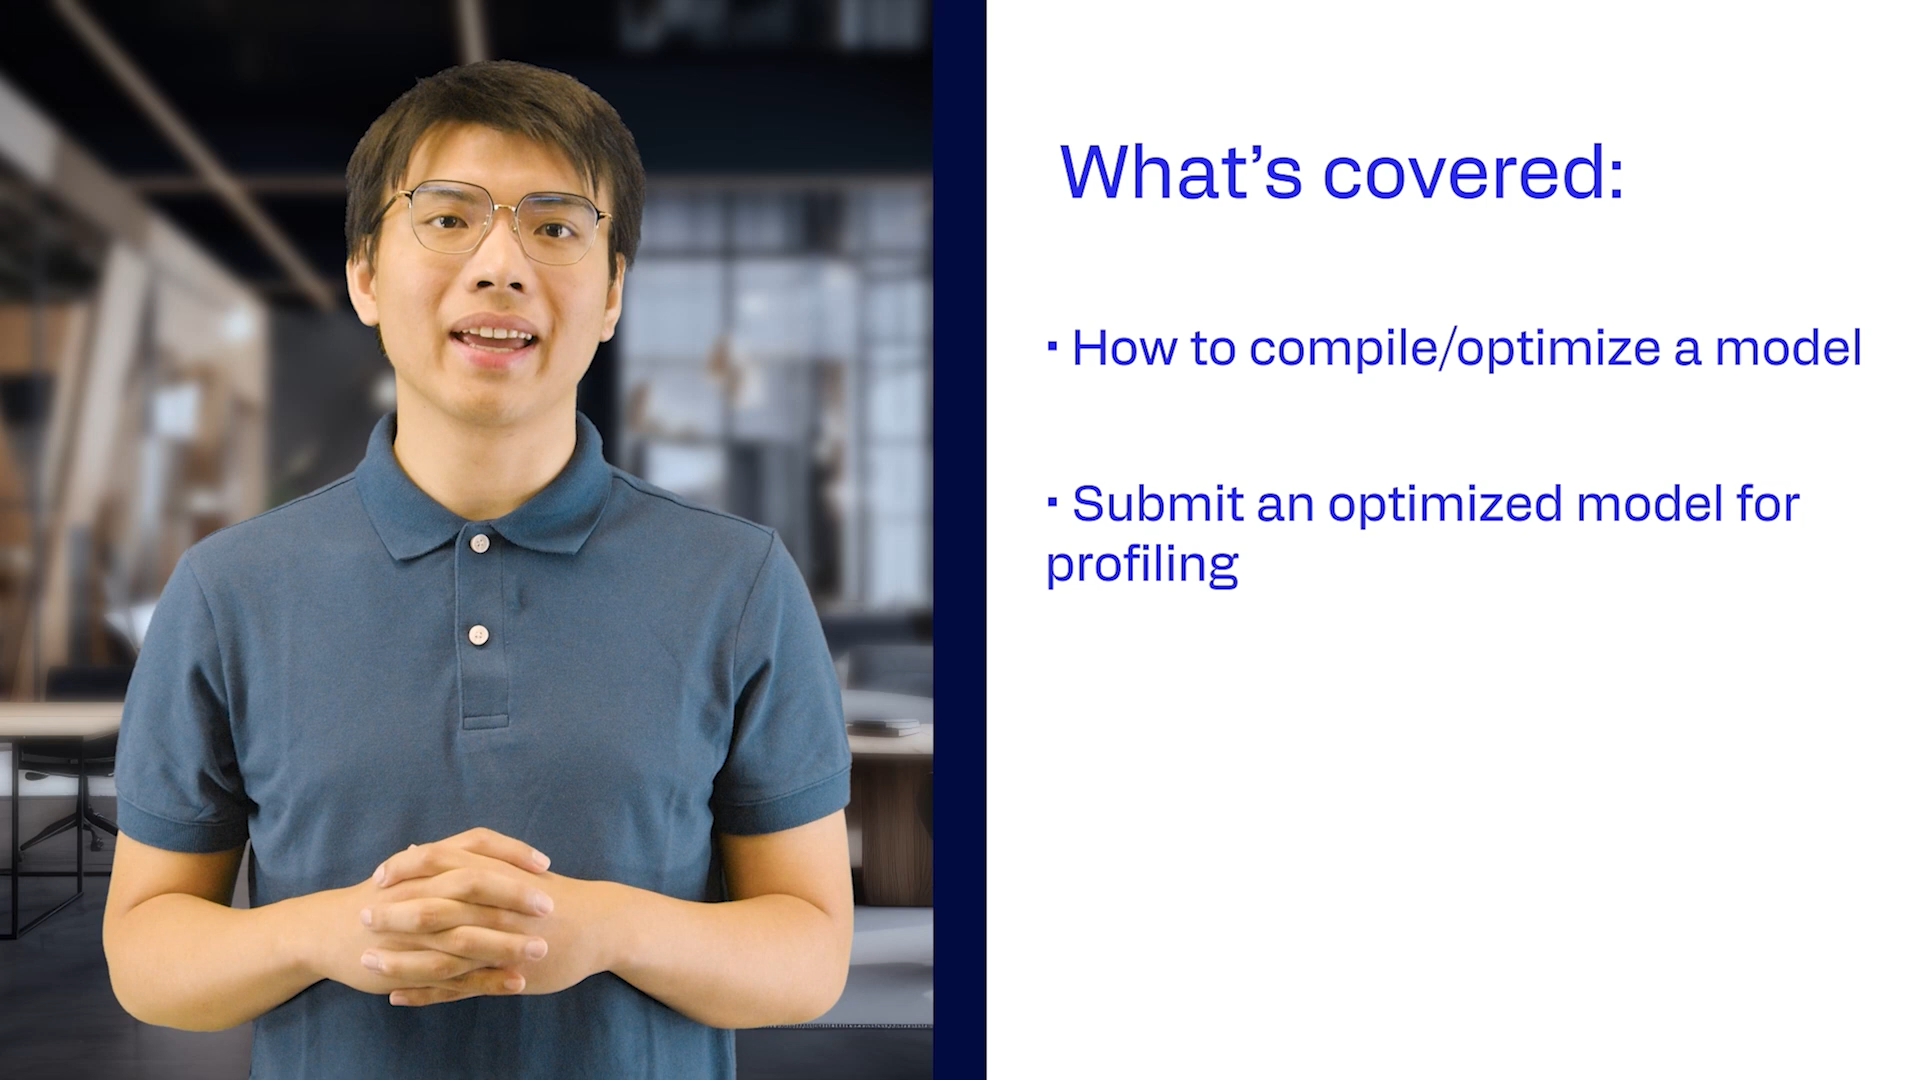 What’s covered:
· How to compile/optimize a model
· Submit an optimized model for
profiling